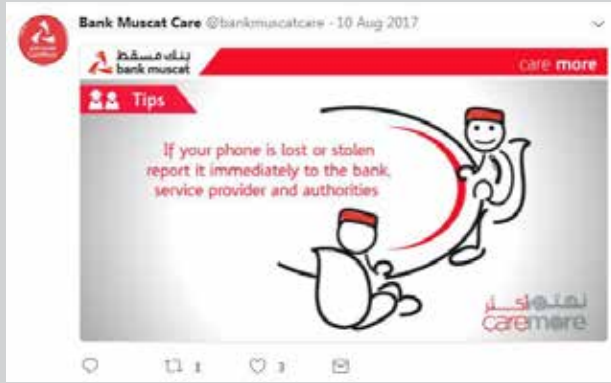 Bank Muscat Care @bankmuscatcare - 10 Aug 2017
بنك مسقط
bank muscat
care more
Tips
If your phone is lost or stolen
report it immediately to the bank,
service provider and authorities
caremore
1 3